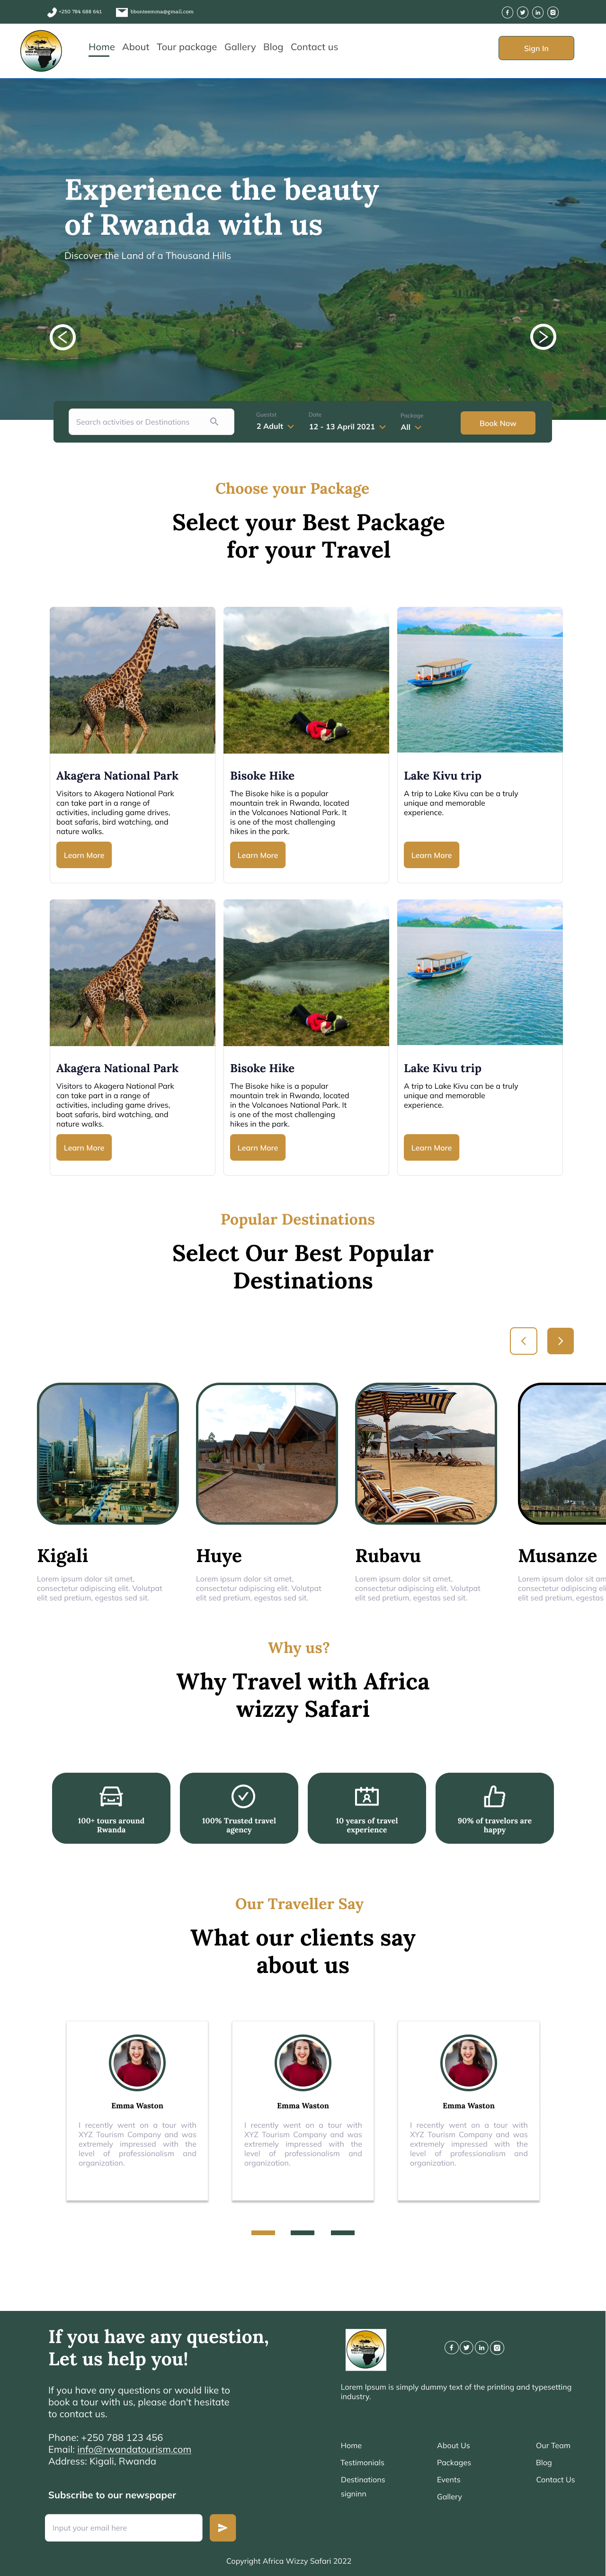 +250 784 688 641
Home About Tour package Gallery Blog Contact us
Sign In
Experience the beauty
of Rwanda with us
Discover the Land of a Thousand Hills
Search activities or Destinations
Guestst
2 Adult
Date
12 - 13 April 2021
Package
All
Book Now
Choose your Package
Select your Best Package
for your Travel
Akagera National Park
Visitors to Akagera National Park
can take part in a range of
activities, including game drives,
boat safaris, bird watching, and
nature walks.
Learn More
Bisoke Hike
The Bisoke hike is a popular
mountain trek in Rwanda, located
in the Volcanoes National Park. It
is one of the most challenging
hikes in the park.
Learn More
Lake Kivu trip
A trip to Lake Kivu can be a truly
unique and memorable
experience.
Learn More
Akagera National Park
Visitors to Akagera National Park
can take part in a range of
activities, including game drives,
boat safaris, bird watching, and
nature walks.
Learn More
Bisoke Hike
The Bisoke hike is a popular
mountain trek in Rwanda, located
in the Volcanoes National Park. It
is one of the most challenging
hikes in the park.
Learn More
Lake Kivu trip
A trip to Lake Kivu can be a truly
unique and memorable
experience.
Learn More
Popular Destinations
Select Our Best Popular
Destinations
Kigali
Lorem ipsum dolor sit amet,
consectetur adipiscing elit. Volutpat
elit sed pretium, egestas sed sit.
Huye
Lorem ipsum dolor sit amet,
consectetur adipiscing elit. Volutpat
elit sed pretium, egestas sed sit.
Rubavu
Lorem ipsum dolor sit amet,
consectetur adipiscing elit. Volutpat
elit sed pretium, egestas sed sit.
Musanze
Lorem ipsum dolor sit am
consectetur adipiscing el
elit sed pretium, egestas
Why us?
Why Travel with Africa
wizzy Safari
100+ tours around
Rwanda
100% Trusted travel
agency
10 years of travel
experience
90% of travelors are
happy
Our Traveller Say
What our clients say
about us
Emma Waston
I recently went on a tour with
XYZ Tourism Company and was
extremely impressed with the
level of professionalism and
organization.
Emma Waston
I recently went on a tour with
XYZ Tourism Company and was
extremely impressed with the
level of professionalism and
organization.
Emma Waston
I recently went on a tour with
XYZ Tourism Company and was
extremely impressed with the
level of professionalism and
organization.
If you have any question,
Let us help you!
If you have any questions or would like to
book a tour with us, please don't hesitate
to contact us.
Phone: +250 788 123 456
Email: info@rwandatourism.com
Address: Kigali, Rwanda
Subscribe to our newspaper
Input your email here
Lorem Ipsum is simply dummy text of the printing and typesetting
industry.
Home
Testimonials
Destinations
signinn
About Us
Packages
Events
Gallery
Our Team
Blog
Contact Us
Copyright Africa Wizzy Safari 2022